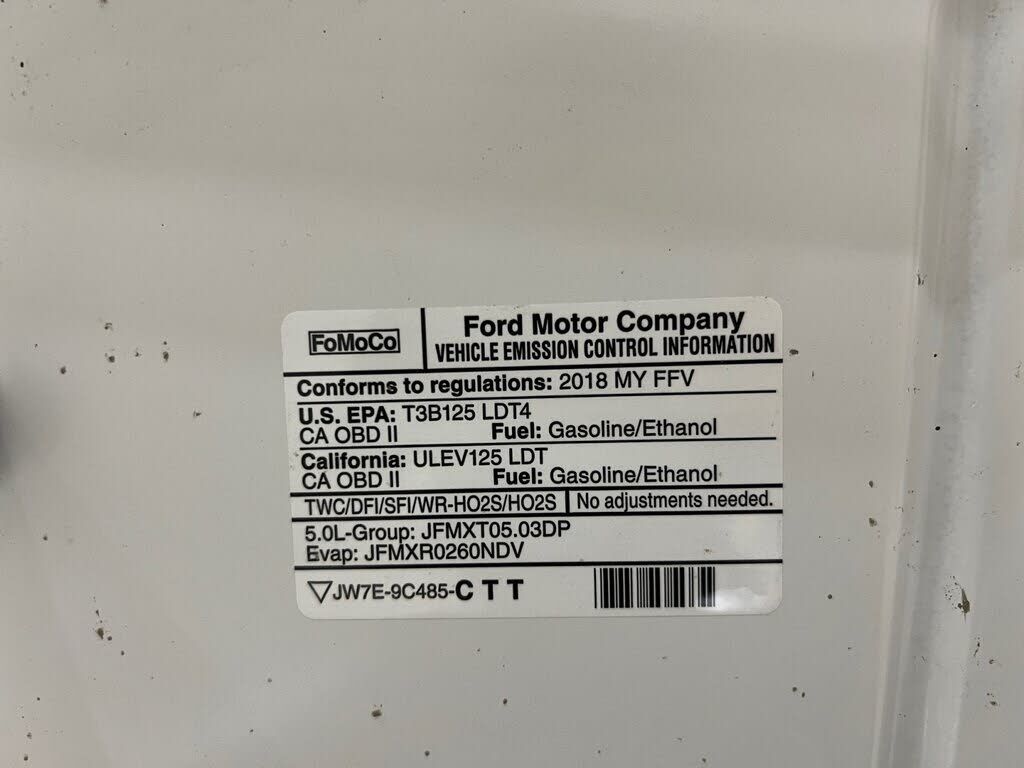 FoMoCo
Ford Motor Company
VEHICLE EMISSION CONTROL INFORMATION
Conforms to regulations: 2018 MY FFV
U.S. EPA: T3B125 LDT4
CA OBD II Fuel: Gasoline/Ethanol
California: ULEV125 LDT
CA OBD II Fuel: Gasoline/Ethanol
TWC/DFI/SFI/WR-HO2S/HO2S No adjustments needed.
5.0L-Group: JFMXT05.03DP
Evap: JFMXR0260NDV
JW7E-9C485-C T T